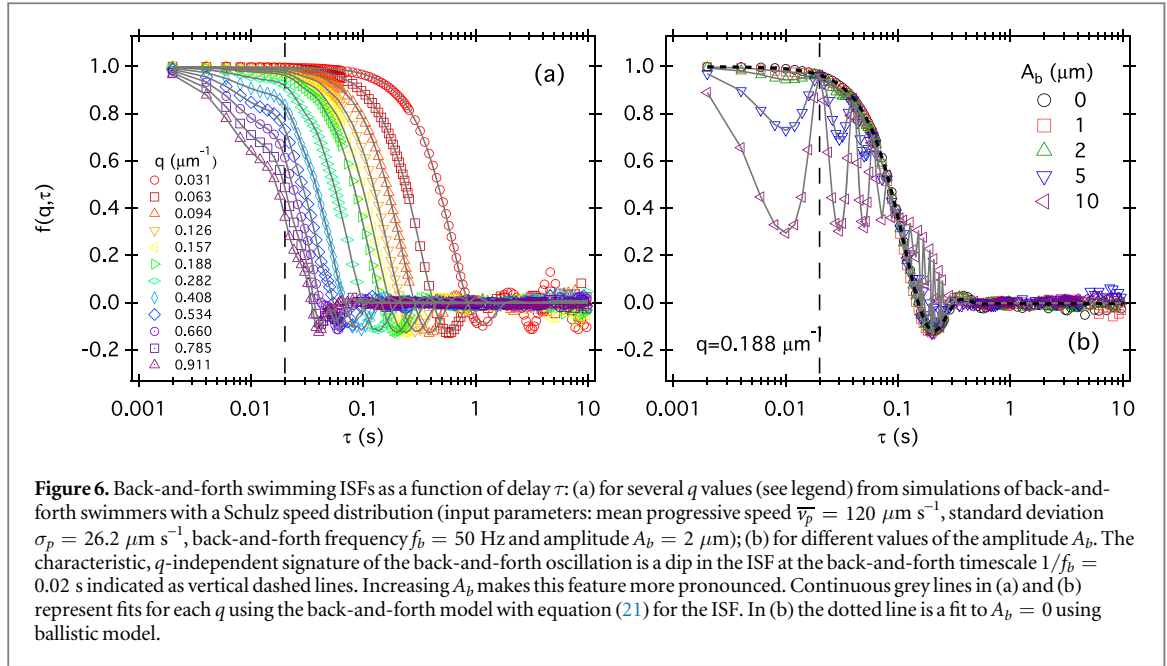 0.001 0.01 0.1 1 10
0.001 0.01 0.1 1 10
1.0
0.8
0.6
0.4
0.2
0.0
-0.2
f(q,τ)
τ (s)
(a)
q (μm⁻¹)
0.031
0.063
0.094
0.126
0.157
0.188
0.282
0.408
0.534
0.660
0.785
0.911
1.0
0.8
0.6
0.4
0.2
0.0
-0.2
τ (s)
A_b (μm)
0
1
2
5
10
q=0.188 μm⁻¹
(b)
Figure 6. Back-and-forth swimming ISFs as a function of delay τ: (a) for several q values (see legend) from simulations of back-and-
forth swimmers with a Schulz speed distribution (input parameters: mean progressive speed v̅_p = 120 μm s⁻¹, standard deviation
σ_p = 26.2 μm s⁻¹, back-and-forth frequency f_b = 50 Hz and amplitude A_b = 2 μm); (b) for different values of the amplitude A_b. The
characteristic, q-independent signature of the back-and-forth oscillation is a dip in the ISF at the back-and-forth timescale 1/f_b =
0.02 s indicated as vertical dashed lines. Increasing A_b makes this feature more pronounced. Continuous grey lines in (a) and (b)
represent fits for each q using the back-and-forth model with equation (21) for the ISF. In (b) the dotted line is a fit to A_b = 0 using
ballistic model.